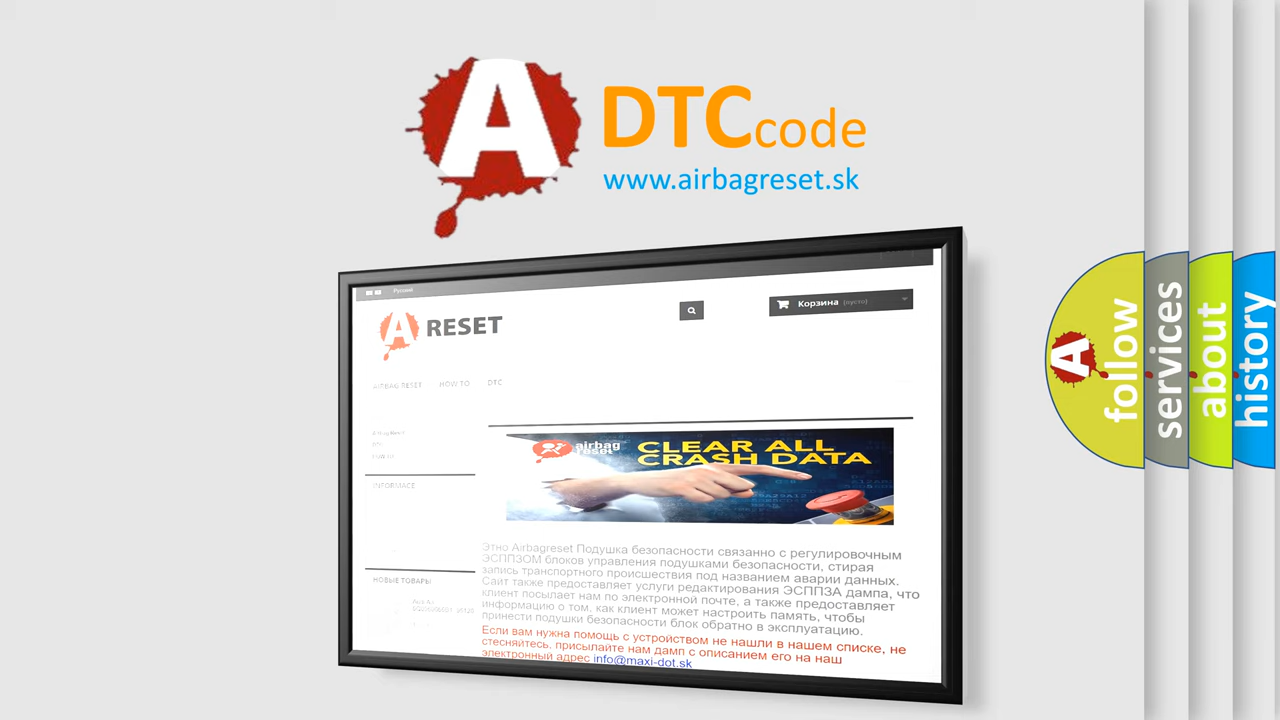 A
DTCcode
www.airbagreset.sk
Русский
A RESET
Корзина (пусто)
AIRBAG RESET HOW TO DTC
DTC
INFORMACE
airbag
reset
CLEAR ALL
CRASH DATA
Этно Airbagreset Подушка безопасности связанно с регулировочным
ЭСППЗОМ блоков управления подушками безопасности, стирая
запись транспортного происшествия под названием аварии данных.
Сайт также предоставляет услуги редактирования ЭСППЗА дампа, что
клиент посылает нам по электронной почте, а также предоставляет
информацию о том, как клиент может настроить память, чтобы
принести подушки безопасности блок обратно в эксплуатацию.
Если вам нужна помощь с устройством не нашли в нашем списке, не
стесняйтесь, присылайте нам дамп с описанием его на наш
электронный адрес info@maxi-dot.sk
НОВЫЕ ТОВАРЫ
A
follow
services
about
history